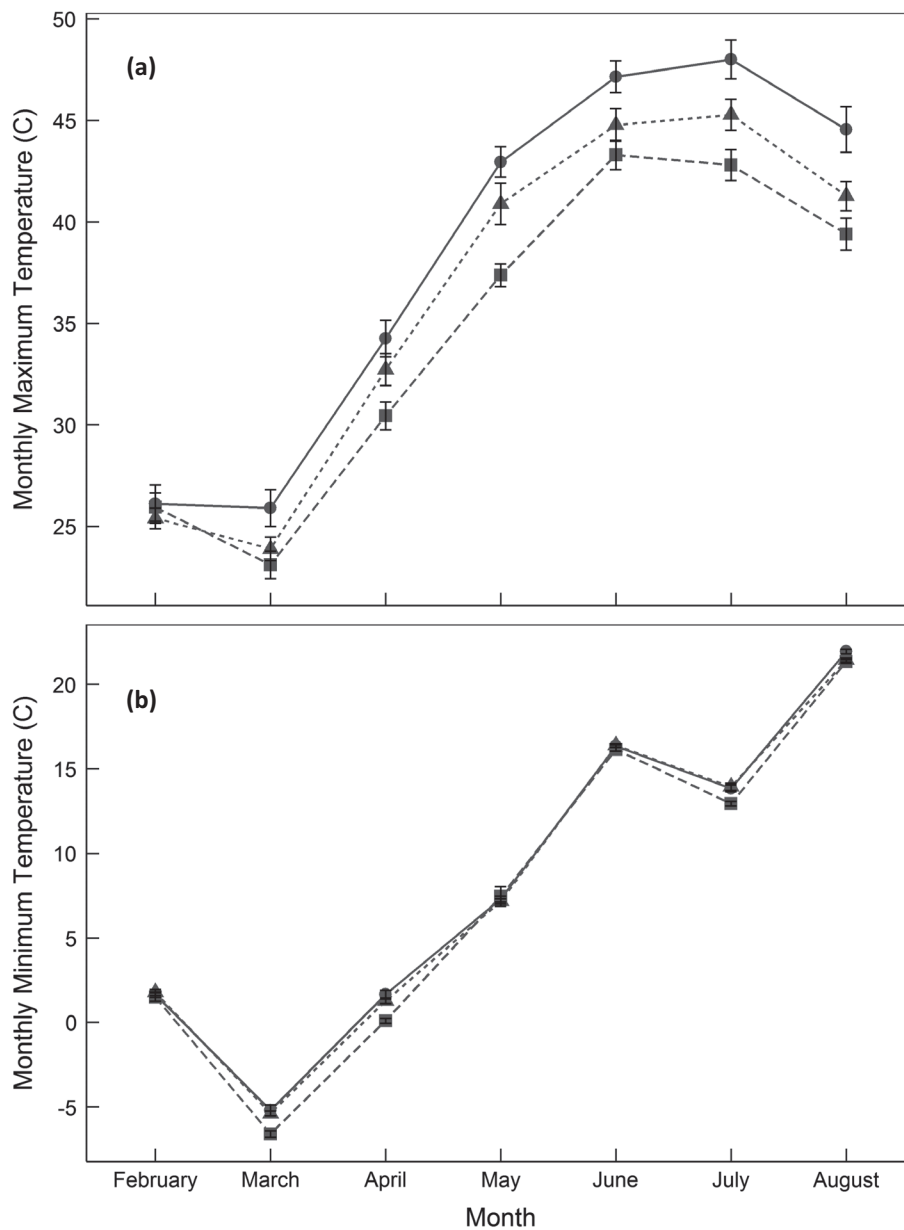 Monthly Maximum Temperature (C)
50
45
40
35
30
25
(a)
Monthly Minimum Temperature (C)
20
15
10
5
0
-5
(b)
February March April May June July August
Month